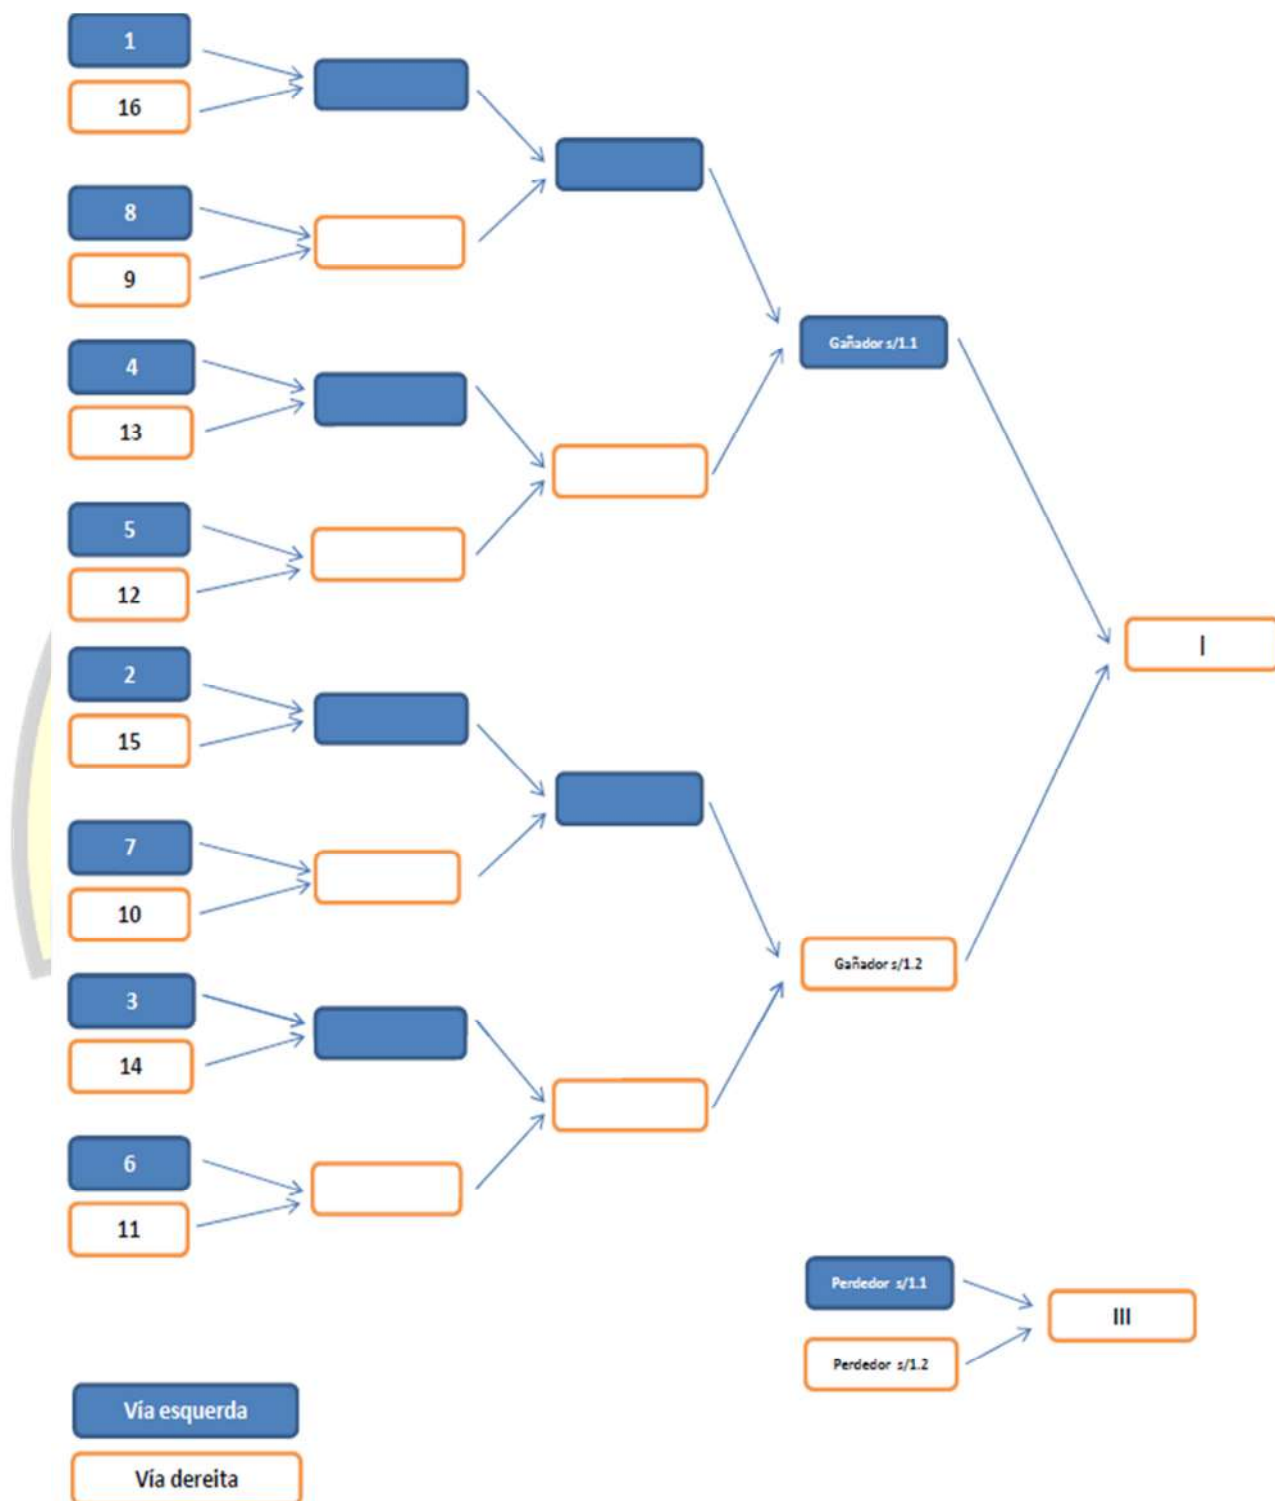 1
16
8
9
4
13
5
12
2
15
7
10
3
14
6
11
Gañador s/1.1
Gañador s/1.2
I
Perdedor s/1.1
Perdedor s/1.2
III
Vía esquerda
Vía dereita